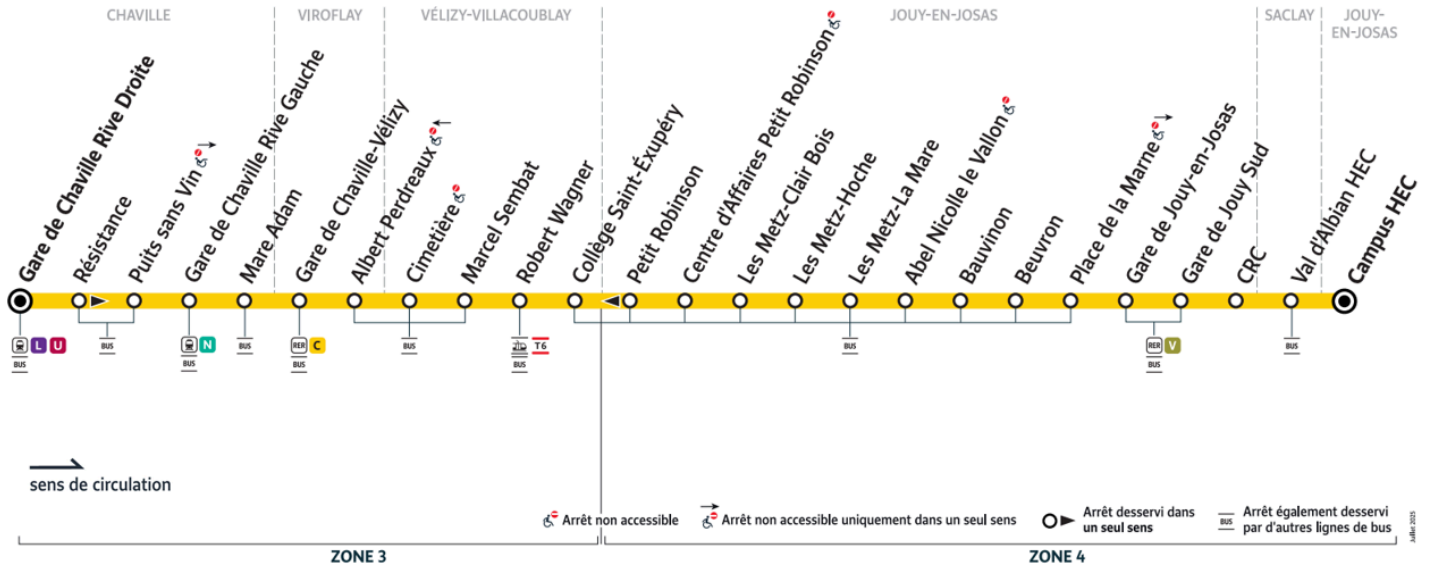 CHAVILLE
VIROFLAY
VÉLIZY-VILLACOUBLAY
JOUY-EN-JOSAS
SACLAY
JOUY-
EN-JOSAS
Gare de Chaville Rive Droite
Résistance
Puits sans Vin
Gare de Chaville Rive Gauche
Mare Adam
Gare de Chaville-Vélizy
Albert Perdreaux
Cimetière
Marcel Sembat
Robert Wagner
Collège Saint-Éxupéry
Petit Robinson
Centre d'Affaires Petit Robinson
Les Metz-Clair Bois
Les Metz-Hoche
Les Metz-La Mare
Abel Nicolle le Vallon
Bauvinon
Beuvron
Place de la Marne
Gare de Jouy-en-Josas
Gare de Jouy Sud
CRC
Val d'Albian HEC
Campus HEC
L U
BUS
BUS
N
BUS
BUS
RER C
BUS
BUS
T6
BUS
BUS
RER V
BUS
BUS
sens de circulation
Arrêt non accessible
Arrêt non accessible uniquement dans un seul sens
Arrêt desservi dans
un seul sens
BUS
Arrêt également desservi
par d'autres lignes de bus
Juillet 2025
ZONE 3
ZONE 4